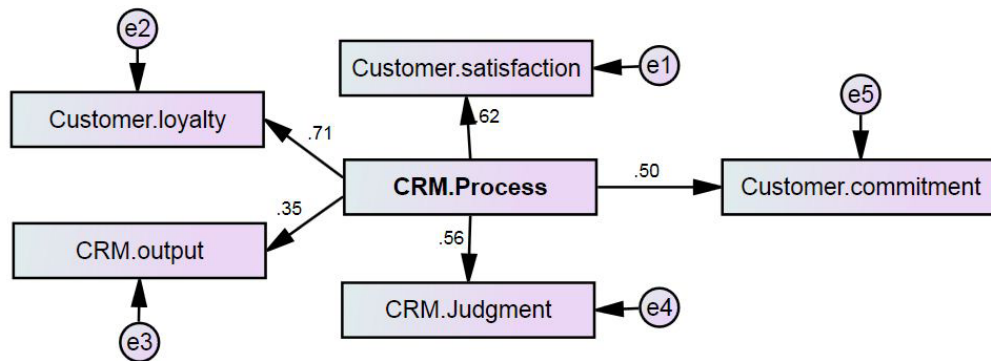 e2
Customer.satisfaction
e1
Customer.loyalty
.71
.62
e5
CRM.Process
.50
Customer.commitment
.35
CRM.output
.56
CRM.Judgment
e4
e3